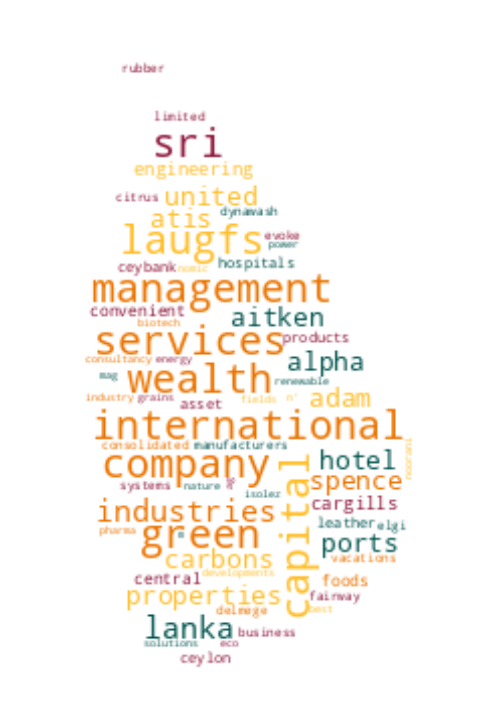 rubber
limited
sri
engineering
citrus united
atis dynawash
laugfs evoke
power
ceybank nomic hospitals
management
convenient aitken
biotech
services products
consultancy energy alpha
mag wealth renewable
industry grains asset fields n' adam
international
consolidated manufacturers
company hotel noorani
systems nature spence
isolez
industries capital cargills
leather elgi
pharma green ports
carbons vacations
central developments foods
properties fairway
delmege best
lanka business
solutions eco
ceylon